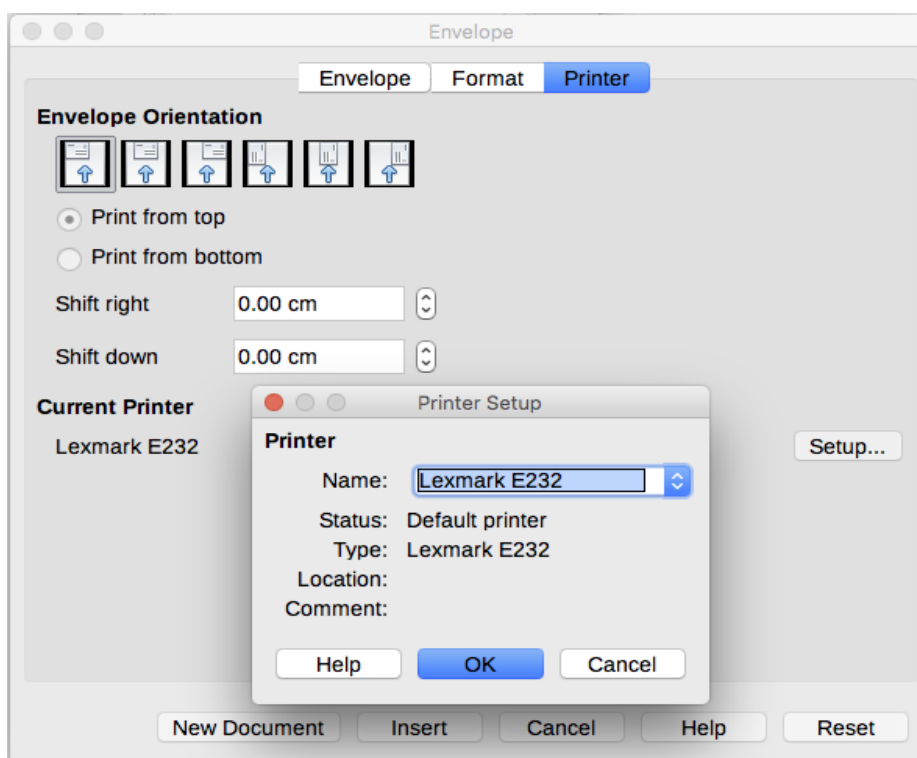 Envelope
Envelope Format Printer
Envelope Orientation
Print from top
Print from bottom
Shift right 0.00 cm
Shift down 0.00 cm
Current Printer
Lexmark E232 Setup...
Printer Setup
Printer
Name: Lexmark E232
Status: Default printer
Type: Lexmark E232
Location:
Comment:
Help OK Cancel
New Document Insert Cancel Help Reset